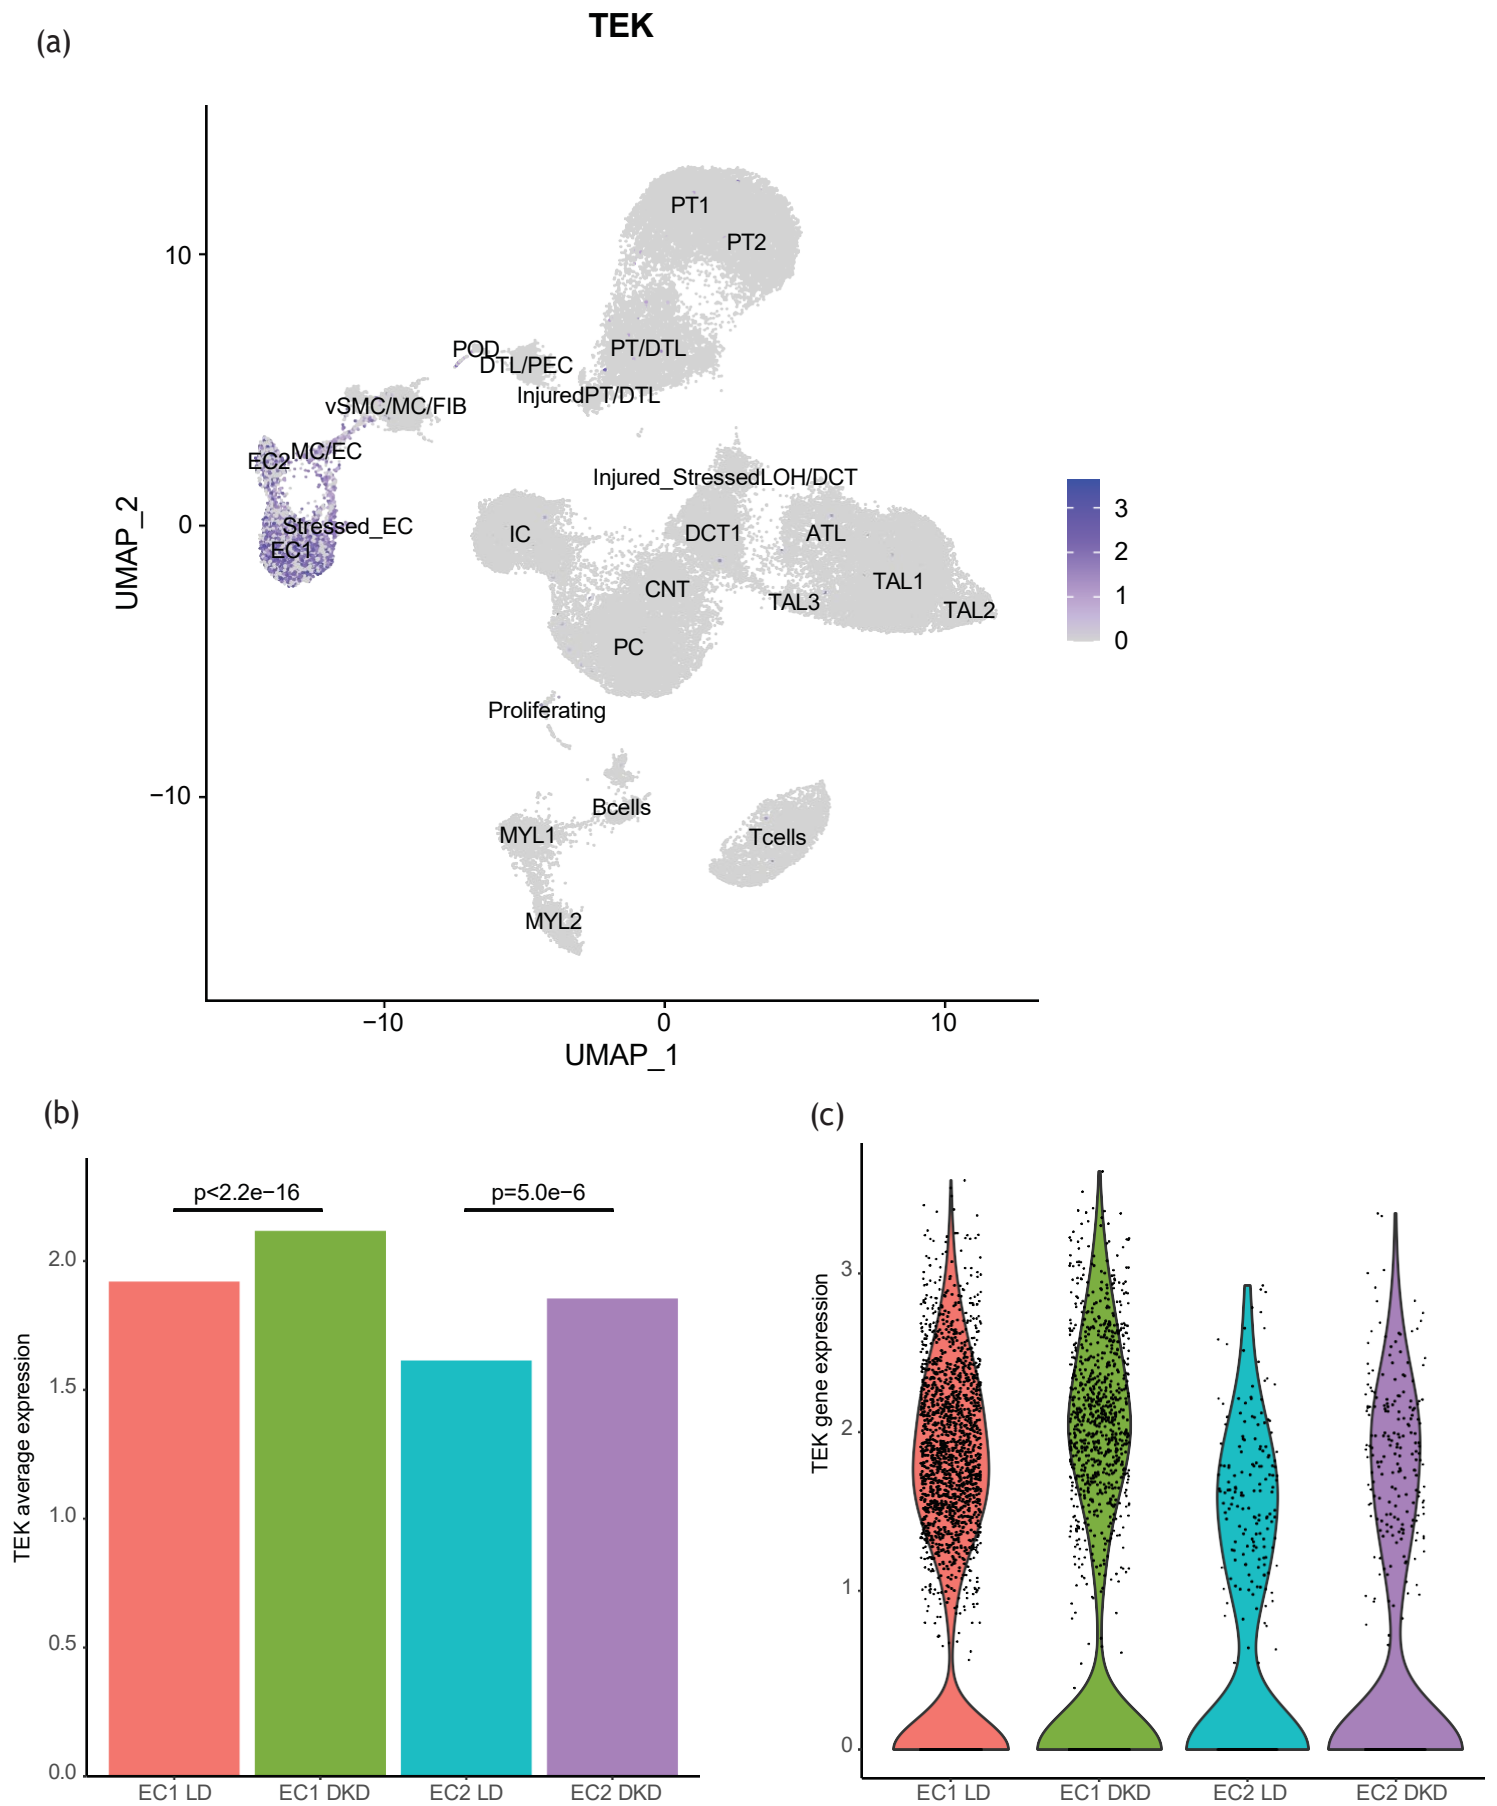 (a)
TEK
PT1
PT2
10
PT/DTL
POD
DTL/PEC
InjuredPT/DTL
vSMC/MC/FIB
MC/EC
EC2
Injured_StressedLOH/DCT
UMAP_2
0
Stressed_EC
EC1
IC
DCT1
ATL
TAL1
CNT
TAL3
TAL2
PC
3
2
1
0
Proliferating
−10
Bcells
MYL1
Tcells
MYL2
−10
0
10
UMAP_1
(b)
p<2.2e−16
p=5.0e−6
2.0
1.5
1.0
0.5
0.0
TEK average expression
EC1 LD
EC1 DKD
EC2 LD
EC2 DKD
(c)
3
2
1
0
TEK gene expression
EC1 LD
EC1 DKD
EC2 LD
EC2 DKD